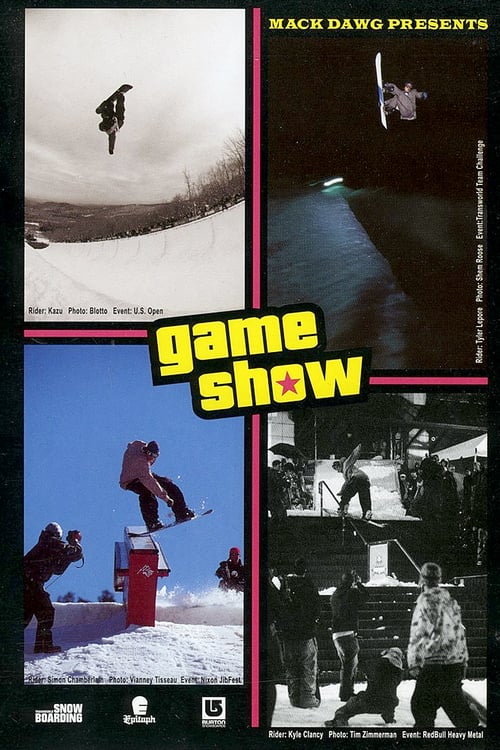 MACK DAWG PRESENTS
Rider: Kazu Photo: Blotto Event: U.S. Open
Rider: Tyler Lepore Photo: Shem Roose Event:Transworld Team Challenge
game
show
Rider: Simon Chamberlain Photo: Vianney Tisseau Event: Nixon JibFest
Rider: Kyle Clancy Photo: Tim Zimmerman Event: RedBull Heavy Metal
SNOW
BOARDING
Epitaph
BURTON